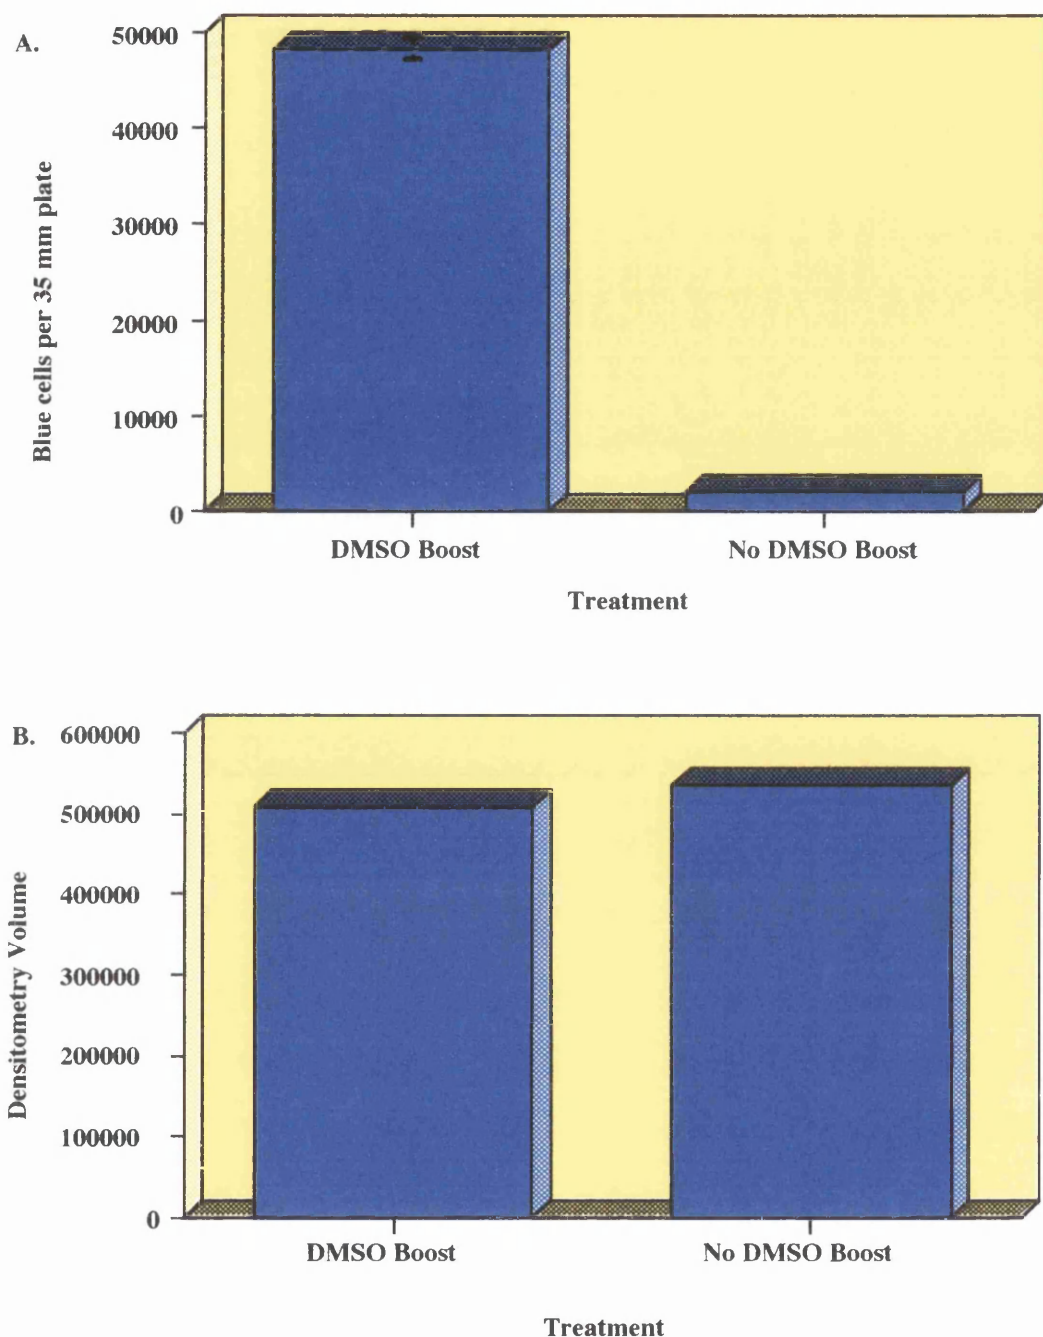 A.
50000
40000
30000
20000
10000
0
Blue cells per 35 mm plate
DMSO Boost No DMSO Boost
Treatment
B.
600000
500000
400000
300000
200000
100000
0
Densitometry Volume
DMSO Boost No DMSO Boost
Treatment